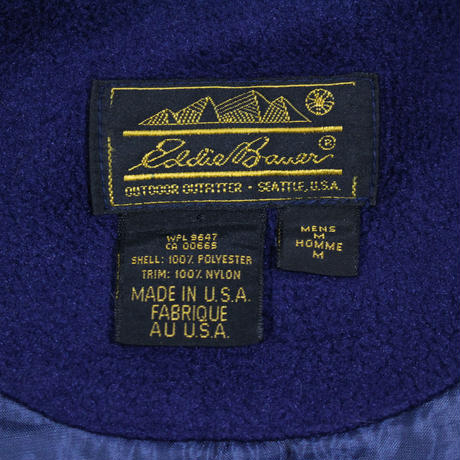 Eddie Bauer®
OUTDOOR OUTFITTER • SEATTLE, U.S.A.
WPL 9647
CA 00665
SHELL: 100% POLYESTER
TRIM: 100% NYLON
MADE IN U.S.A.
FABRIQUE
AU U.S.A.
MENS
M
HOMME
M